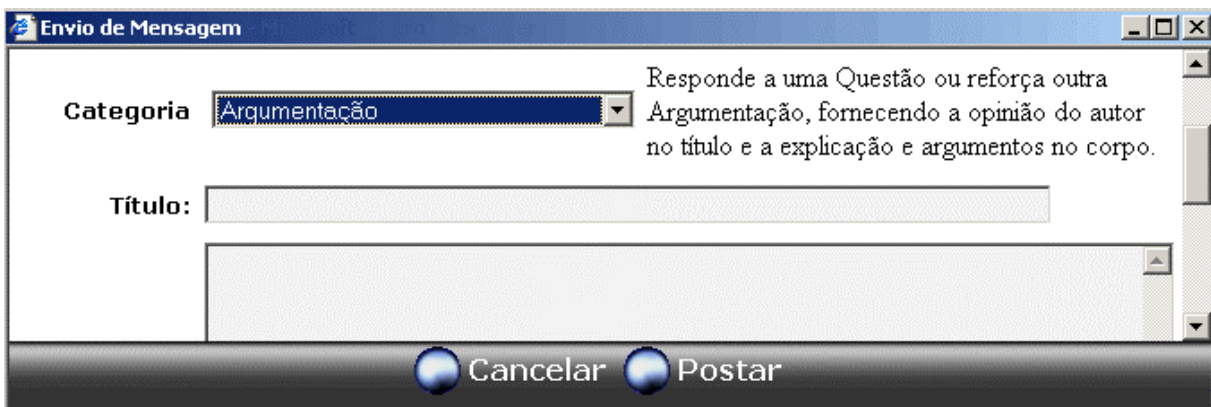 Envio de Mensagem
Categoria
Argumentação
Responde a uma Questão ou reforça outra
Argumentação, fornecendo a opinião do autor
no título e a explicação e argumentos no corpo.
Título:
Cancelar Postar